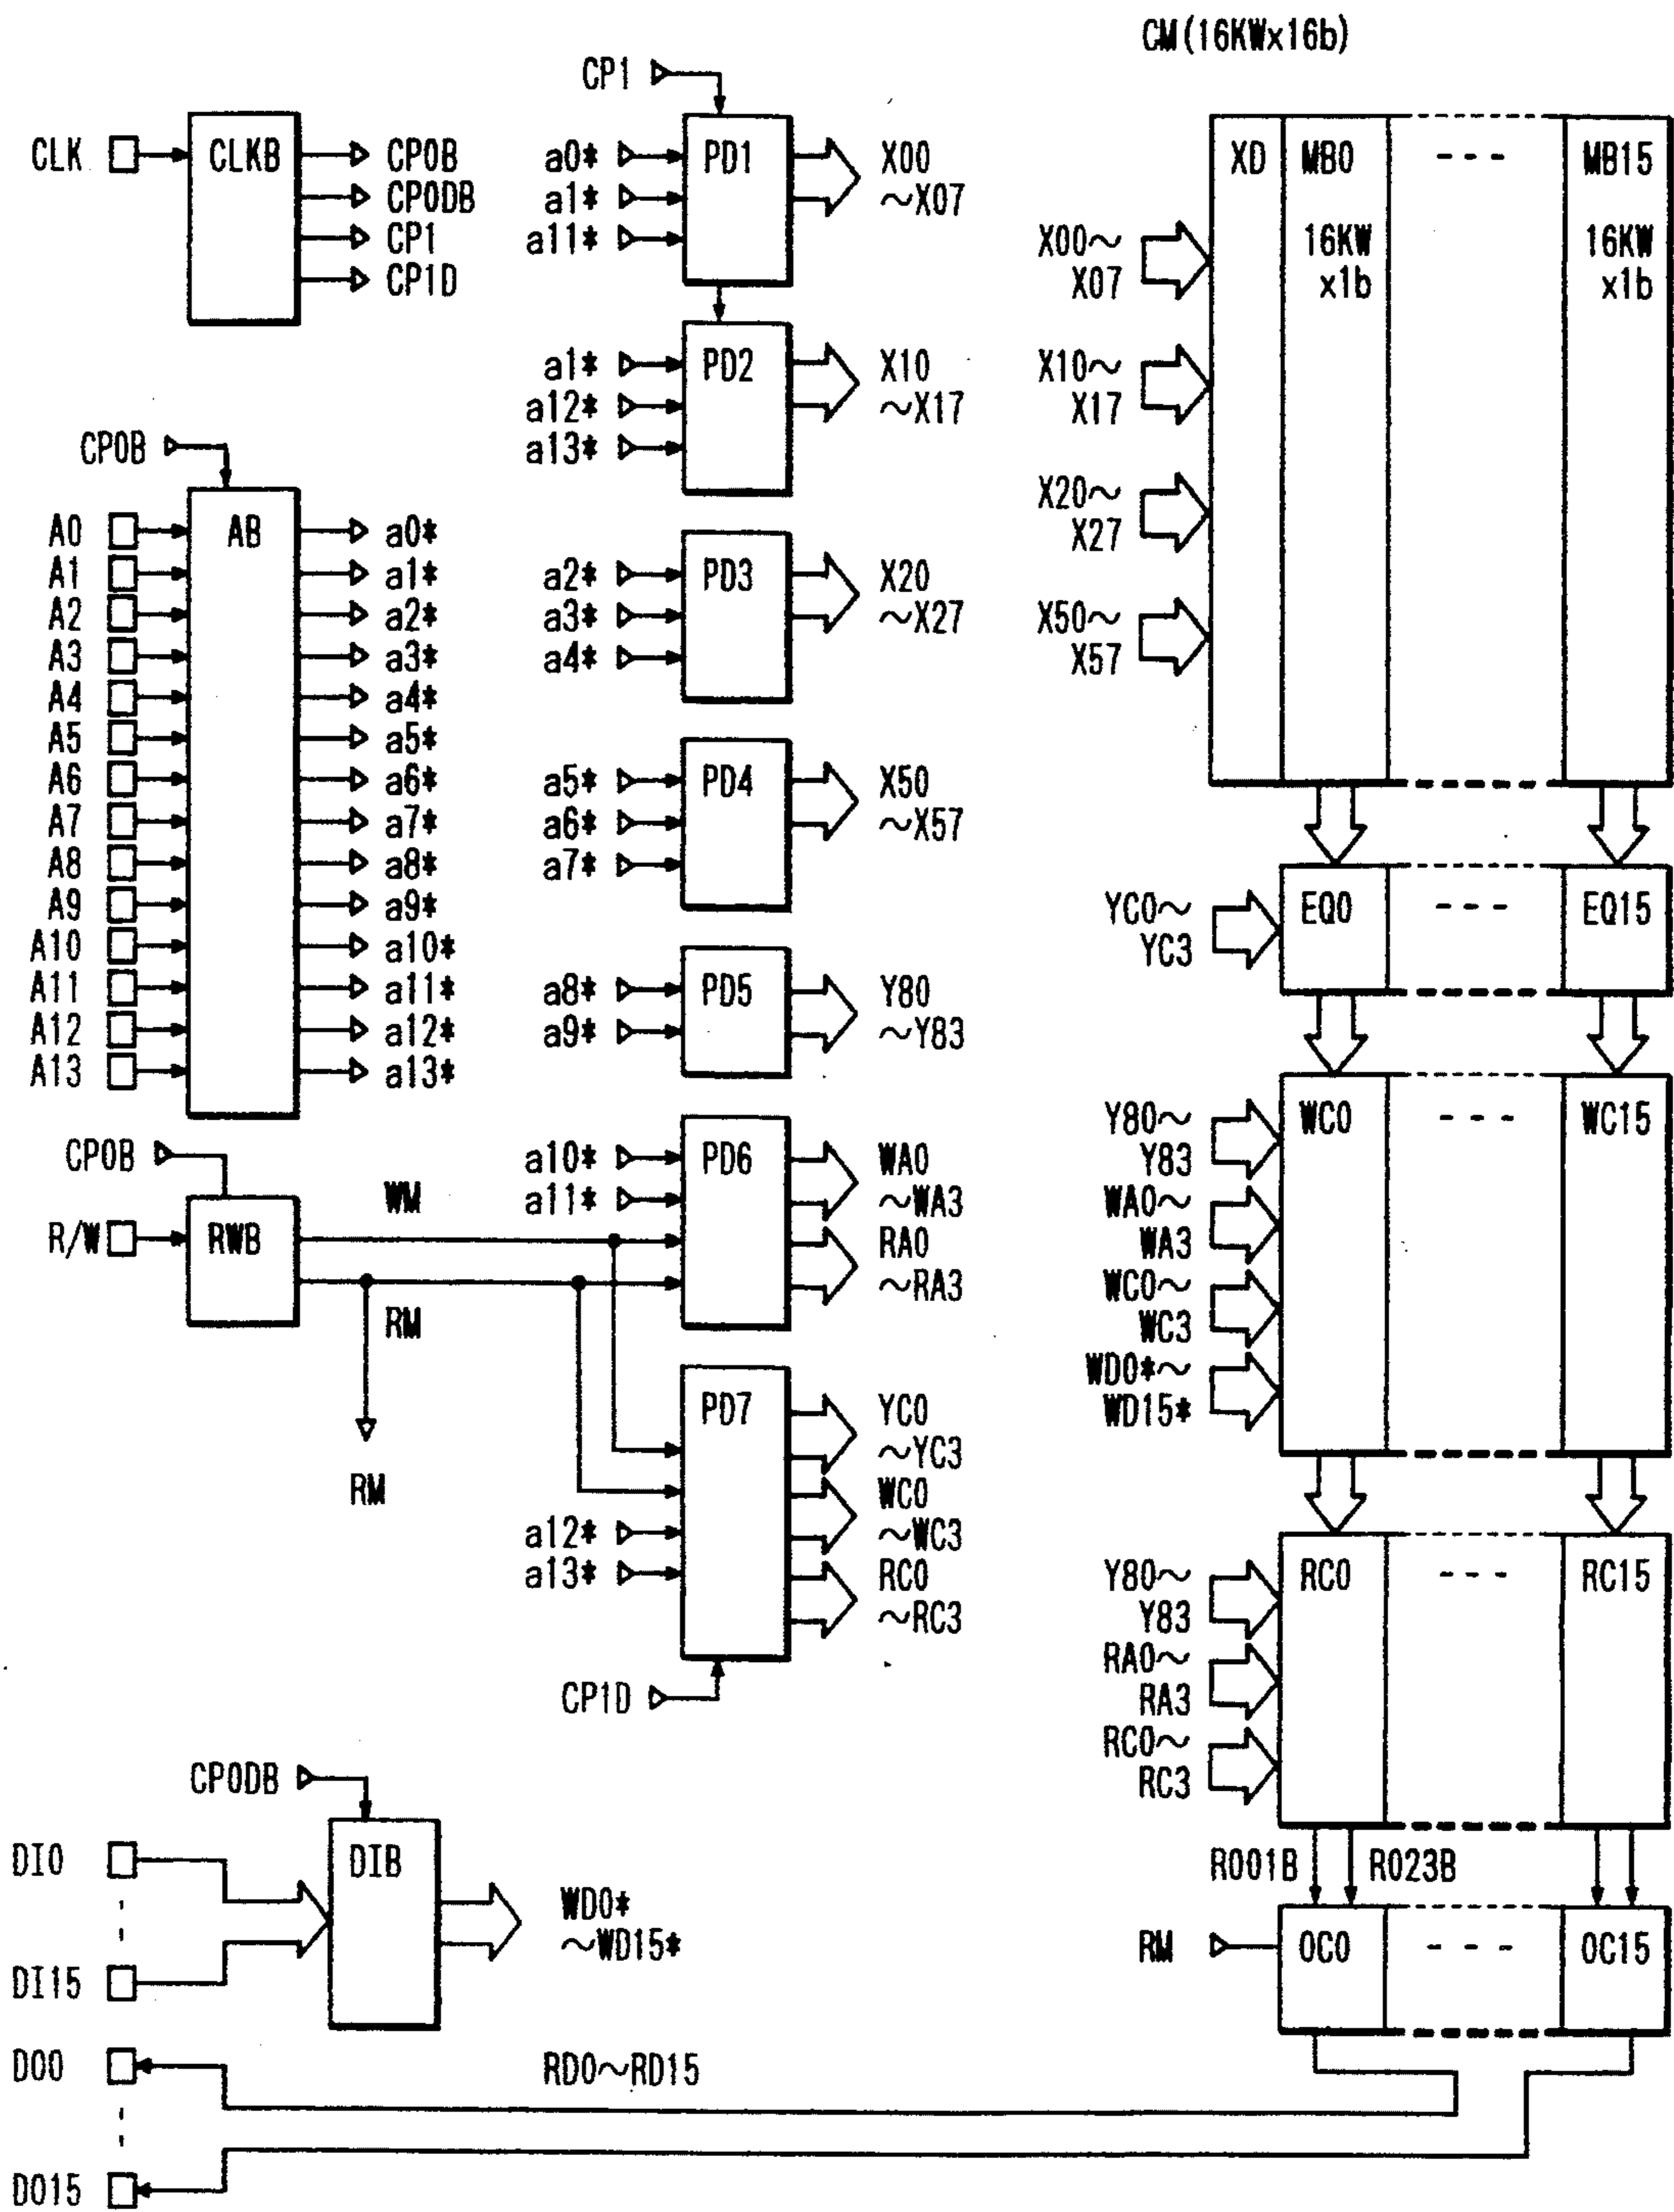 CM(16KWx16b)
CLK
CLKB
CP0B
CP0DB
CP1
CP1D
CP1
a0*
a1*
a11*
PD1
X00
~X07
a1*
a12*
a13*
PD2
X10
~X17
a2*
a3*
a4*
PD3
X20
~X27
a5*
a6*
a7*
PD4
X50
~X57
a8*
a9*
PD5
Y80
~Y83
a10*
a11*
PD6
WA0
~WA3
RA0
~RA3
PD7
YC0
~YC3
WC0
~WC3
RC0
~RC3
a12*
a13*
CP1D
CP0B
AB
A0
A1
A2
A3
A4
A5
A6
A7
A8
A9
A10
A11
A12
A13
a0*
a1*
a2*
a3*
a4*
a5*
a6*
a7*
a8*
a9*
a10*
a11*
a12*
a13*
CP0B
R/W
RWB
WM
RM
RM
CP0DB
DI0
DI15
DIB
WD0*
~WD15*
DO0
DO15
RD0~RD15
XD
MB0
---
MB15
16KW
x1b
16KW
x1b
X00~
X07
X10~
X17
X20~
X27
X50~
X57
YC0~
YC3
EQ0
---
EQ15
Y80~
Y83
WA0~
WA3
WC0~
WC3
WD0*~
WD15*
WC0
---
WC15
Y80~
Y83
RA0~
RA3
RC0~
RC3
RC0
---
RC15
RO01B
RO23B
RM
OC0
---
OC15